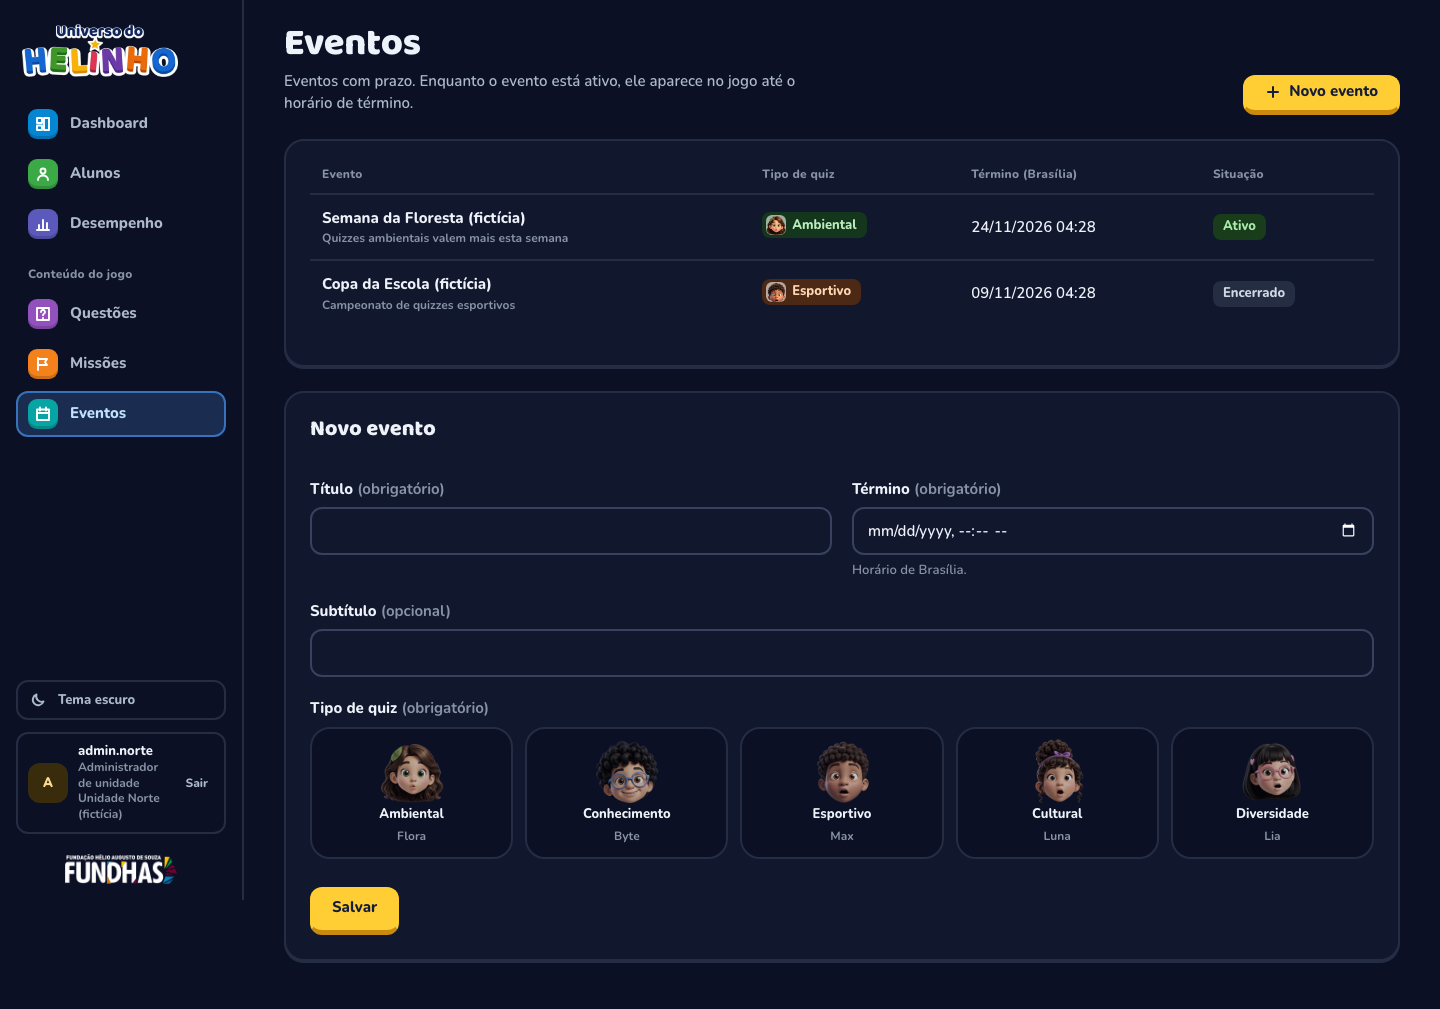 Universo do
HELINHO
Dashboard
Alunos
Desempenho
Conteúdo do jogo
Questões
Missões
Eventos
Tema escuro
A
admin.norte
Administrador
de unidade
Unidade Norte
(fictícia)
Sair
FUNDAÇÃO HÉLIO AUGUSTO DE SOUZA
FUNDHAS
Eventos
Eventos com prazo. Enquanto o evento está ativo, ele aparece no jogo até o
horário de término.
Novo evento
Evento Tipo de quiz Término (Brasília) Situação
Semana da Floresta (fictícia)
Quizzes ambientais valem mais esta semana
Ambiental
24/11/2026 04:28
Ativo
Copa da Escola (fictícia)
Campeonato de quizzes esportivos
Esportivo
09/11/2026 04:28
Encerrado
Novo evento
Título (obrigatório)
Término (obrigatório)
mm/dd/yyyy, --:-- --
Horário de Brasília.
Subtítulo (opcional)
Tipo de quiz (obrigatório)
Ambiental
Flora
Conhecimento
Byte
Esportivo
Max
Cultural
Luna
Diversidade
Lia
Salvar